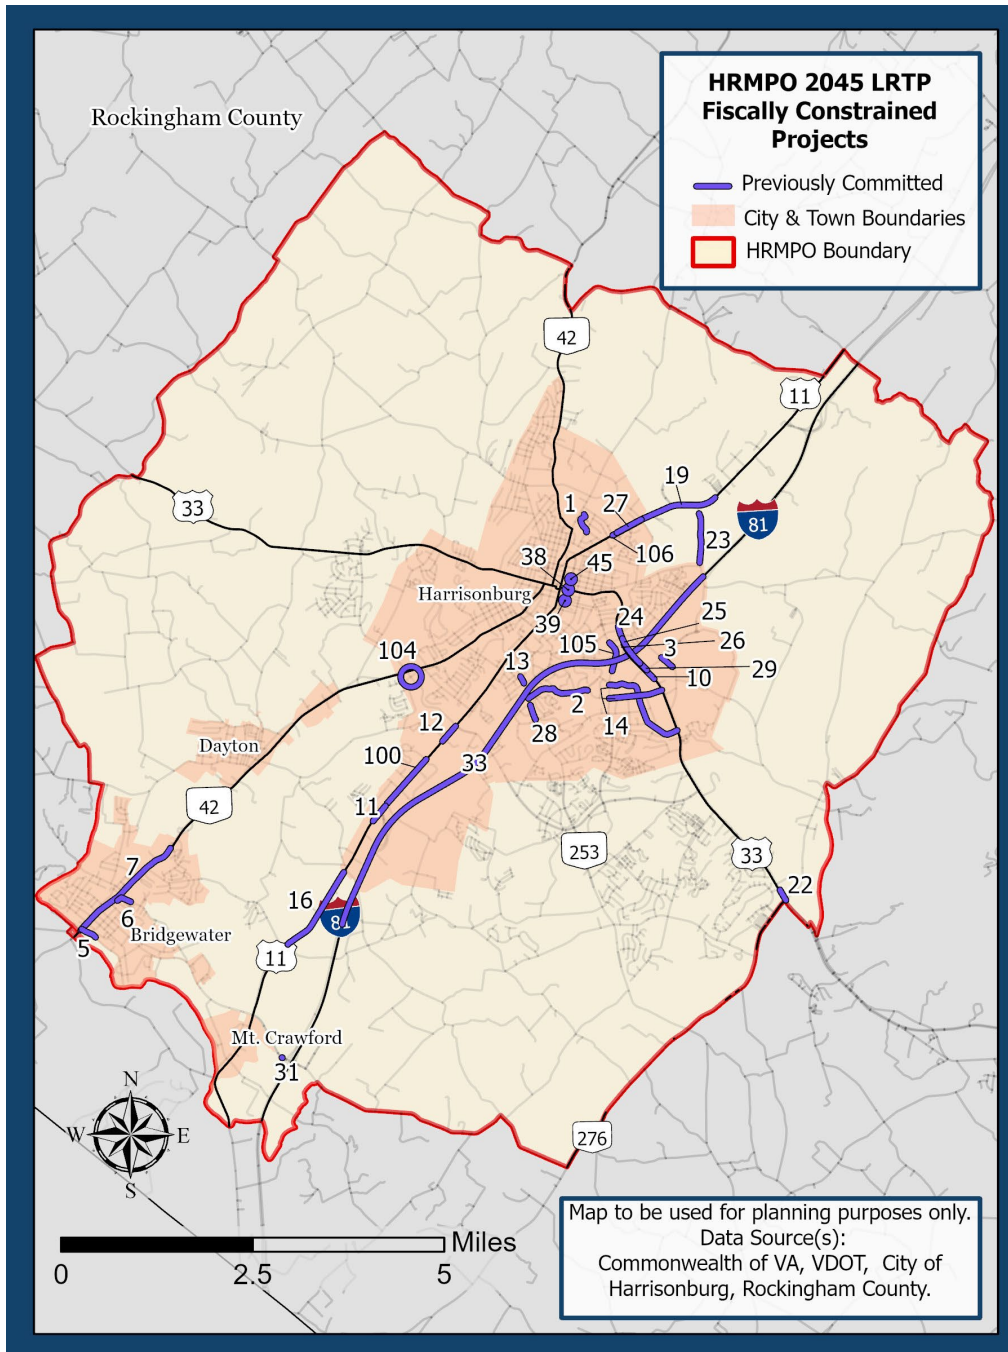 HRMPO 2045 LRTP
Fiscally Constrained
Projects
Previously Committed
City & Town Boundaries
HRMPO Boundary
Rockingham County
42
11
33
81
19
1
27
23
106
38
45
Harrisonburg
39
24
25
105
26
3
104
13
29
10
2
14
12
28
Dayton
100
33
42
11
253
33
7
22
16
6
81
Bridgewater
5
11
Mt. Crawford
31
N
W
E
S
276
Miles
0
2.5
5
Map to be used for planning purposes only.
Data Source(s):
Commonwealth of VA, VDOT, City of
Harrisonburg, Rockingham County.